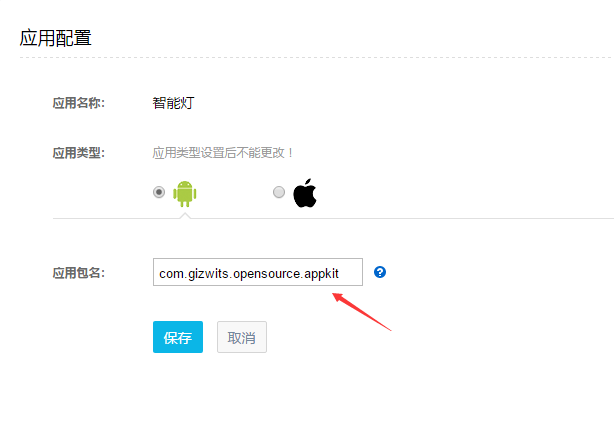 应用配置
应用名称： 智能灯
应用类型： 应用类型设置后不能更改！
应用包名： com.gizwits.opensource.appkit ?
保存 取消